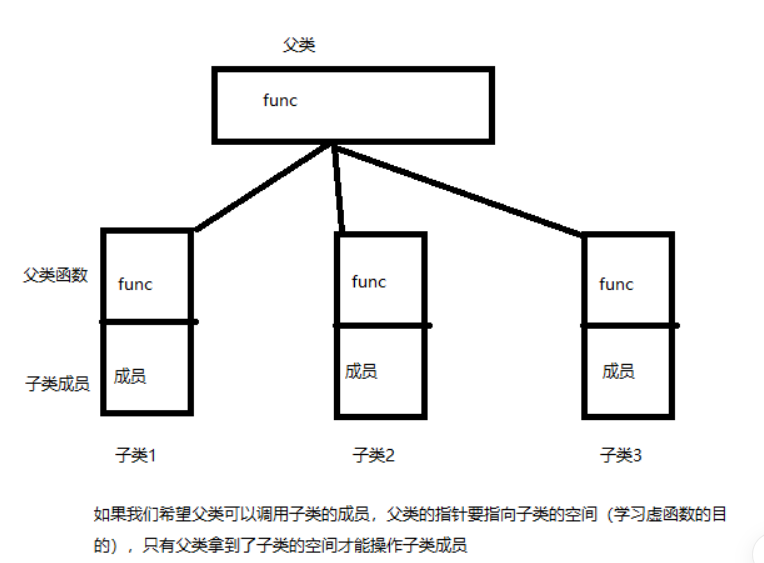 父类
func
父类函数
func
func
func
子类成员
成员
成员
成员
子类1
子类2
子类3
如果我们希望父类可以调用子类的成员，父类的指针要指向子类的空间（学习虚函数的目
的），只有父类拿到了子类的空间才能操作子类成员